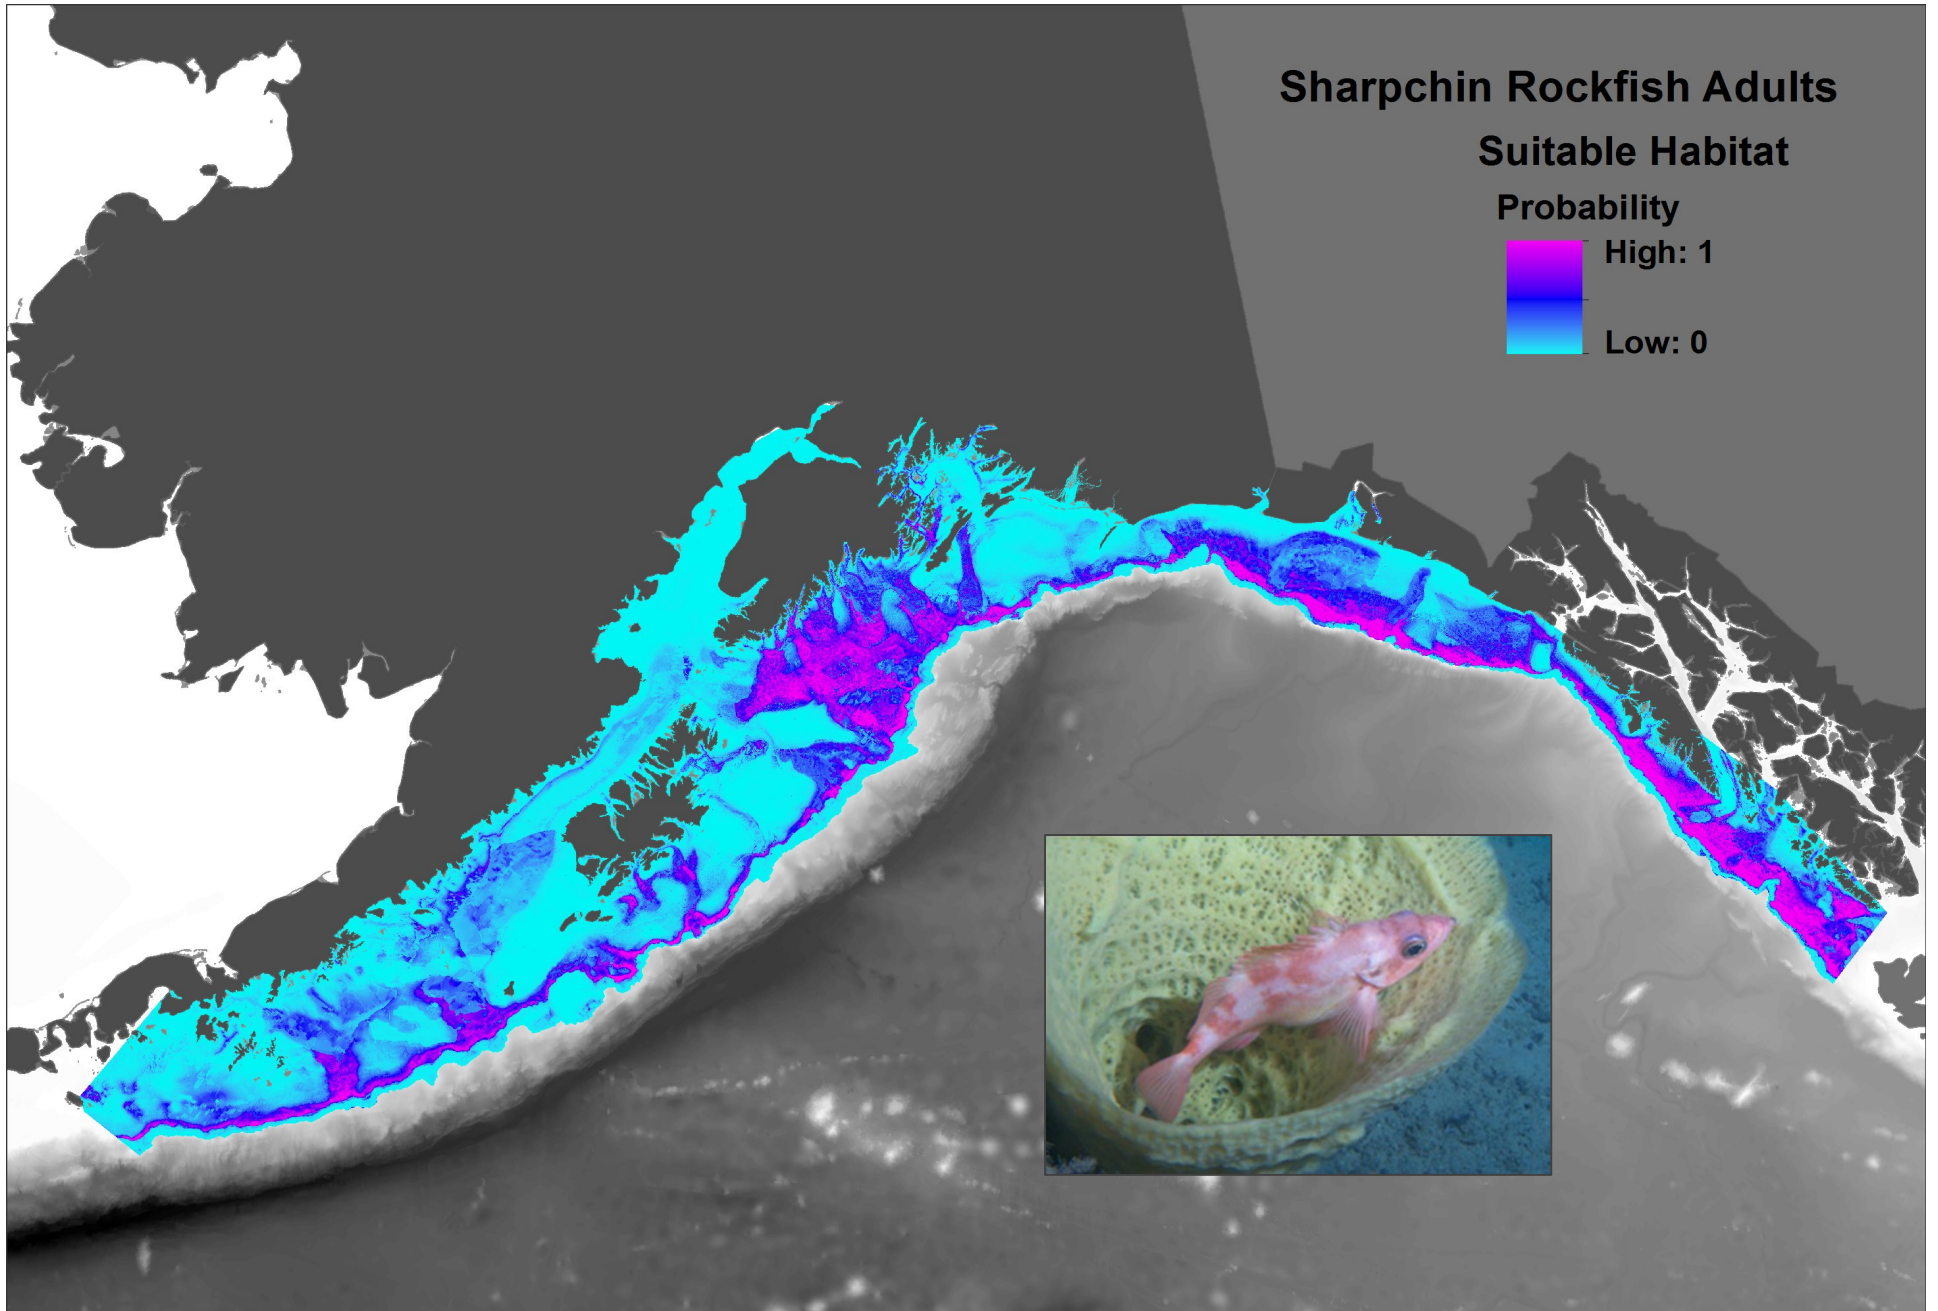 Sharpchin Rockfish Adults
Suitable Habitat
Probability
High: 1
Low: 0